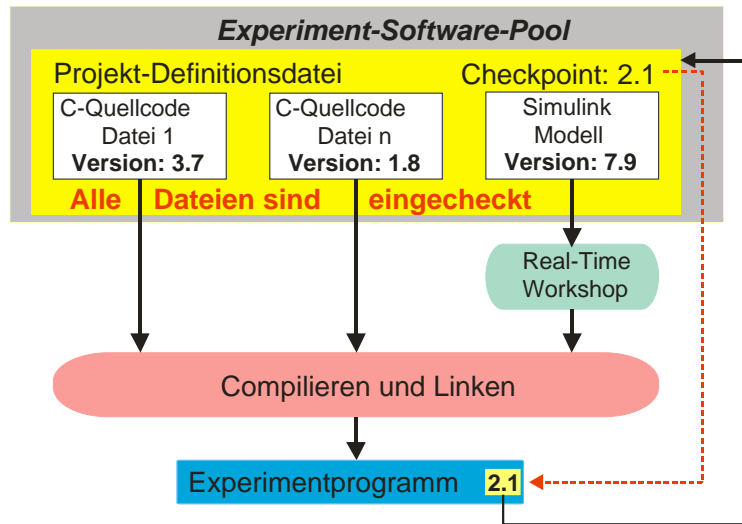 Experiment-Software-Pool
Projekt-Definitionsdatei
Checkpoint: 2.1
C-Quellcode
Datei 1
Version: 3.7
C-Quellcode
Datei n
Version: 1.8
Simulink
Modell
Version: 7.9
Alle Dateien sind eingecheckt
Real-Time
Workshop
Compilieren und Linken
Experimentprogramm 2.1